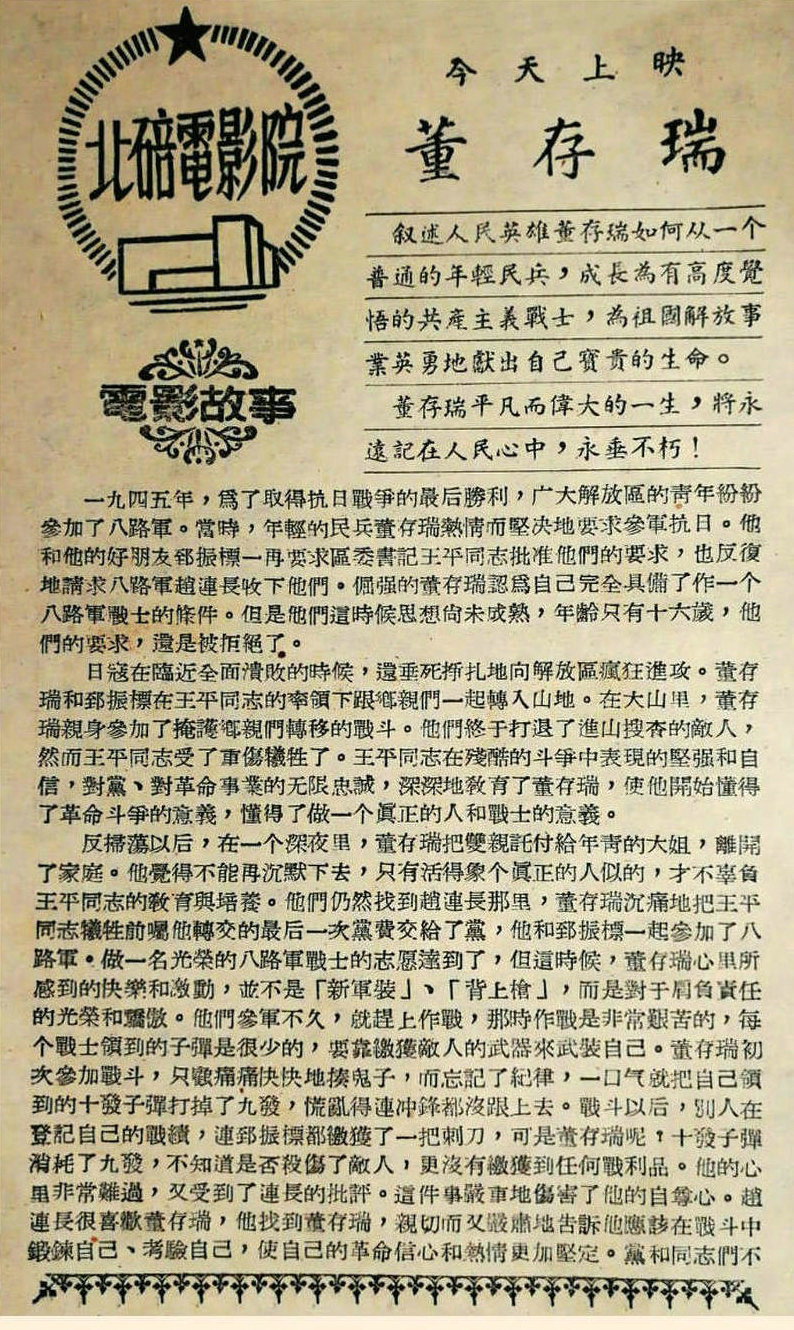 北碚電影院
電影故事
今天上映
董存瑞
叙述人民英雄董存瑞如何从一个
普通的年輕民兵，成長為有高度覺
悟的共產主義戰士，為祖國解放事
業英勇地獻出自己寶貴的生命。
董存瑞平凡而偉大的一生，將永
遠記在人民心中，永垂不朽！
一九四五年，爲了取得抗日戰爭的最后勝利，广大解放區的靑年紛紛
參加了八路軍。當時，年輕的民兵董存瑞熱情而堅决地要求參軍抗日。他
和他的好朋友郅振標一再要求區委書記王平同志批准他們的要求，也反復
地請求八路軍趙連長收下他們。倔强的董存瑞認爲自己完全具備了作一个
八路軍戰士的條件。但是他們這時候思想尙未成熟，年齡只有十六歲，他
們的要求，還是被拒絕了。
日寇在臨近全面潰敗的時候，還垂死掙扎地向解放區瘋狂進攻。董存
瑞和郅振標在王平同志的率領下跟鄕親們一起轉入山地。在大山里，董存
瑞親身參加了掩護鄕親們轉移的戰斗。他們終于打退了進山搜查的敵人，
然而王平同志受了重傷犧牲了。王平同志在殘酷的斗爭中表現的堅强和自
信，對黨、對革命事業的无限忠誠，深深地敎育了董存瑞，使他開始懂得
了革命斗爭的意義，懂得了做一个眞正的人和戰士的意義。
反掃蕩以后，在一个深夜里，董存瑞把雙親託付給年靑的大姐，離開
了家庭。他覺得不能再沉默下去，只有活得象个眞正的人似的，才不辜負
王平同志的敎育與培養。他們仍然找到趙連長那里，董存瑞沉痛地把王平
同志犧牲前囑他轉交的最后一次黨費交給了黨，他和郅振標一起參加了八
路軍。做一名光榮的八路軍戰士的志愿達到了，但這時候，董存瑞心里所
感到的快樂和激動，並不是「新軍裝」、「背上槍」，而是對于肩負責任
的光榮和驕傲。他們參軍不久，就趕上作戰，那時作戰是非常艱苦的，每
个戰士領到的子彈是很少的，要靠繳獲敵人的武器來武裝自己。董存瑞初
次參加戰斗，只顧痛痛快快地揍鬼子，而忘記了紀律，一口气就把自己領
到的十發子彈打掉了九發，慌亂得連冲鋒都沒跟上去。戰斗以后，別人在
登記自己的戰績，連郅振標都繳獲了一把刺刀，可是董存瑞呢？十發子彈
消耗了九發，不知道是否殺傷了敵人，更沒有繳獲到任何戰利品。他的心
里非常難過，又受到了連長的批評。這件事嚴重地傷害了他的自尊心。趙
連長很喜歡董存瑞，他找到董存瑞，親切而又嚴肅地告訴他應該在戰斗中
鍛鍊自己、考驗自己，使自己的革命信心和熱情更加堅定。黨和同志們不